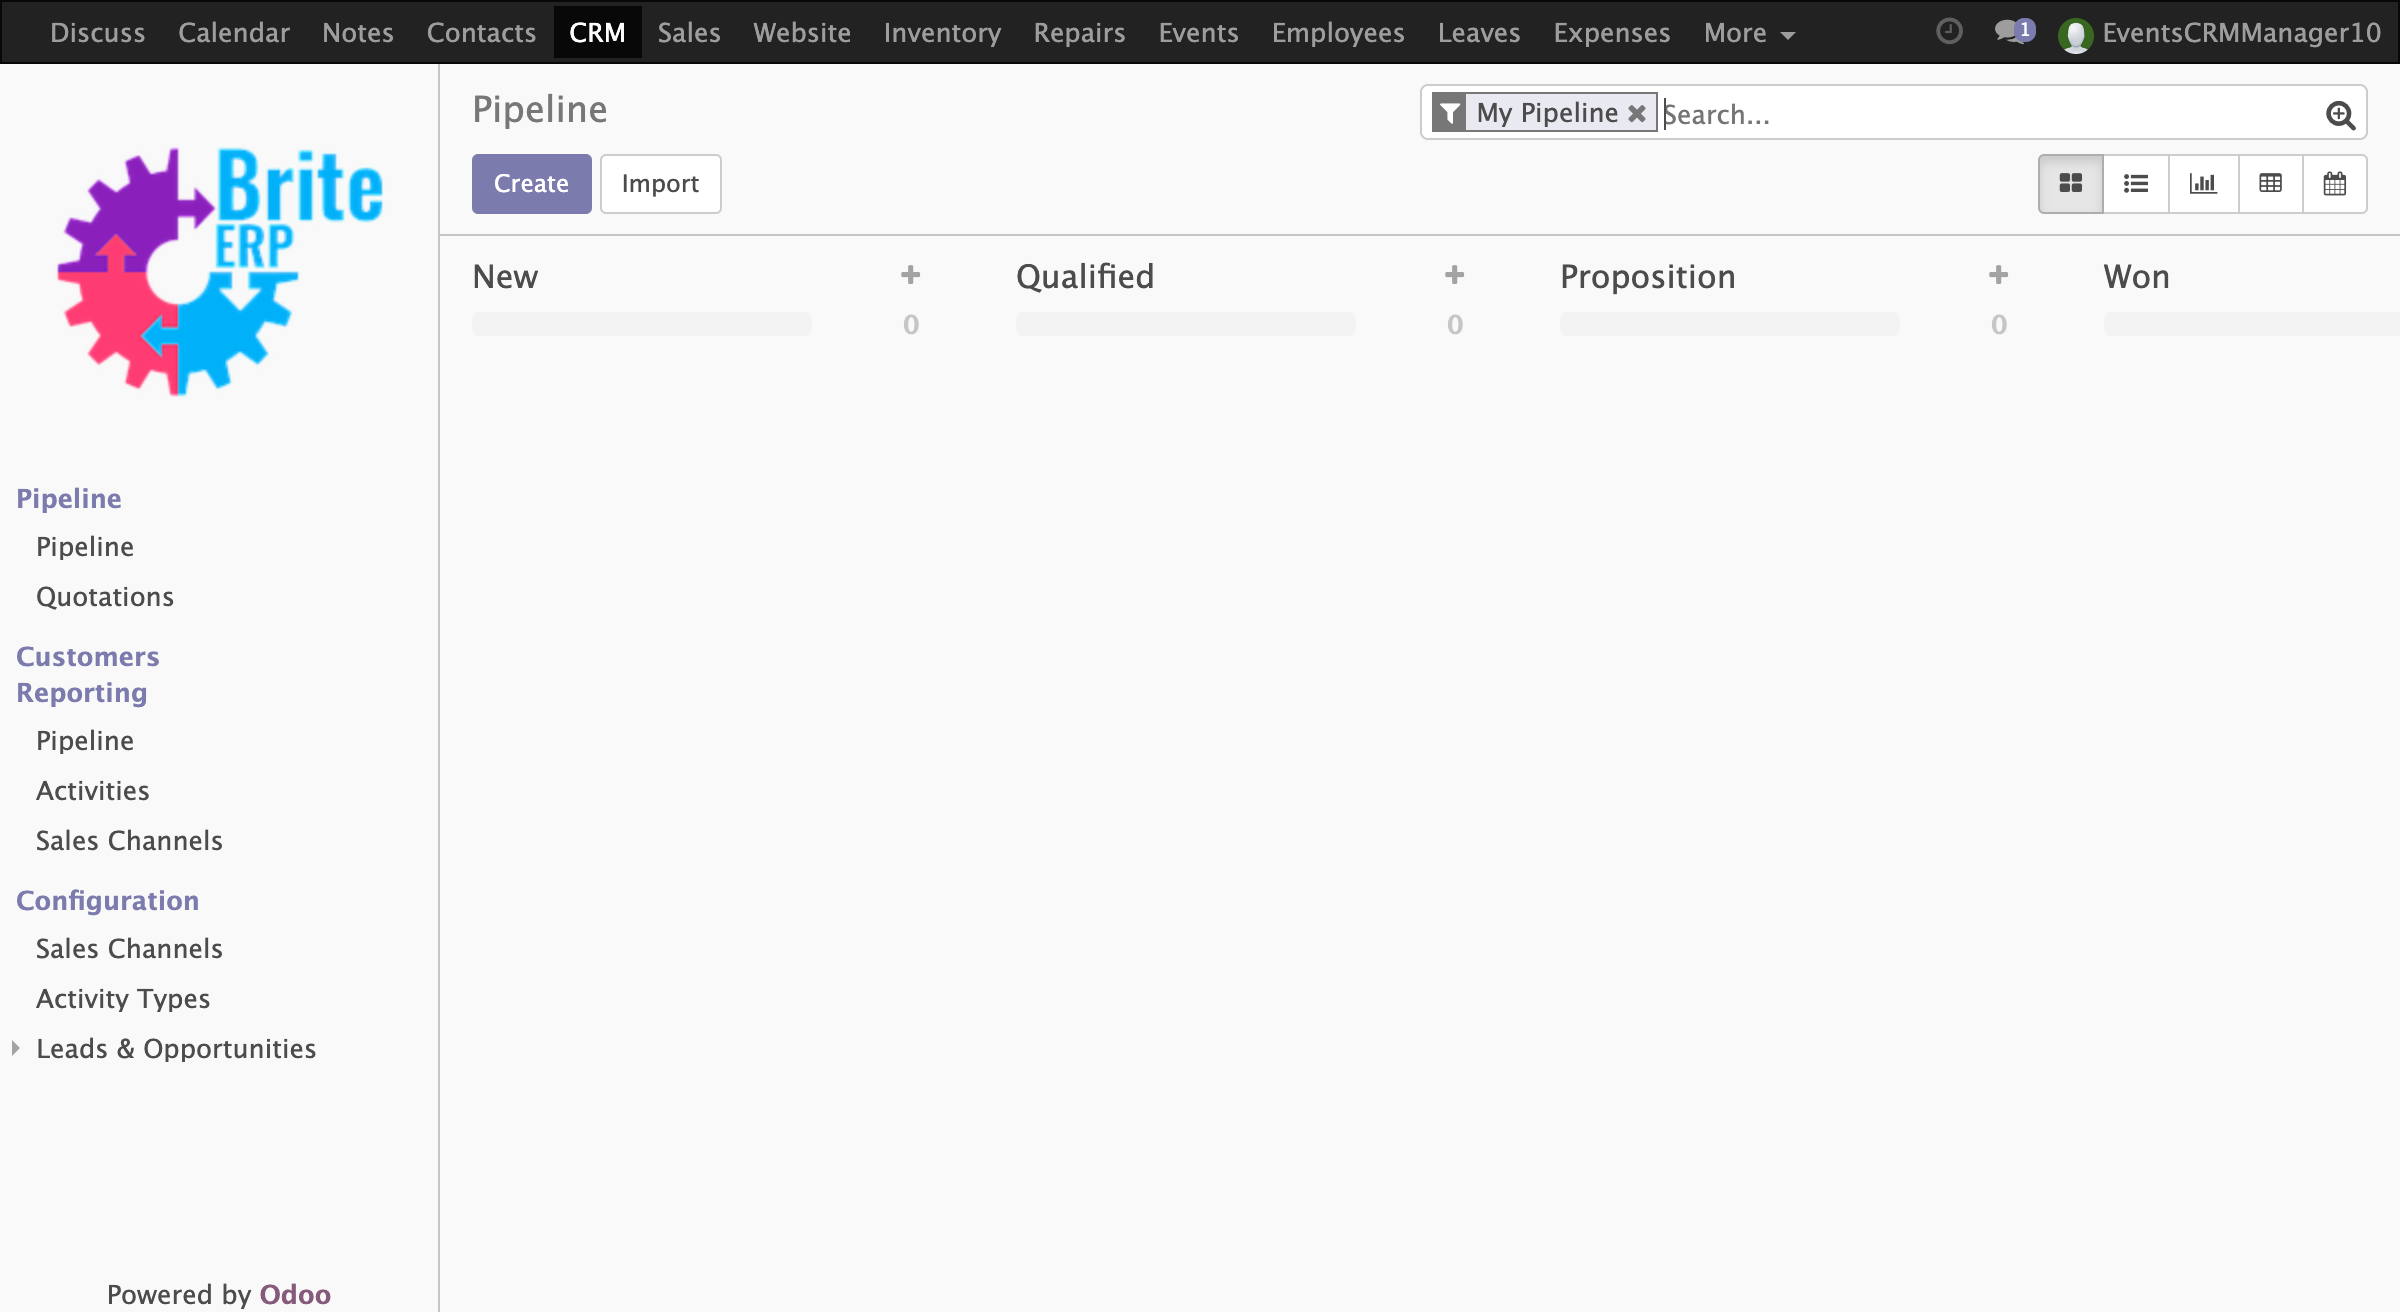 Discuss Calendar Notes Contacts CRM Sales Website Inventory Repairs Events Employees Leaves Expenses More 1 EventsCRMManager10
Brite
ERP
Pipeline
Pipeline
Quotations
Customers
Reporting
Pipeline
Activities
Sales Channels
Configuration
Sales Channels
Activity Types
Leads & Opportunities
Powered by Odoo
Pipeline
My Pipeline Search...
Create Import
New Qualified Proposition Won
0 0 0